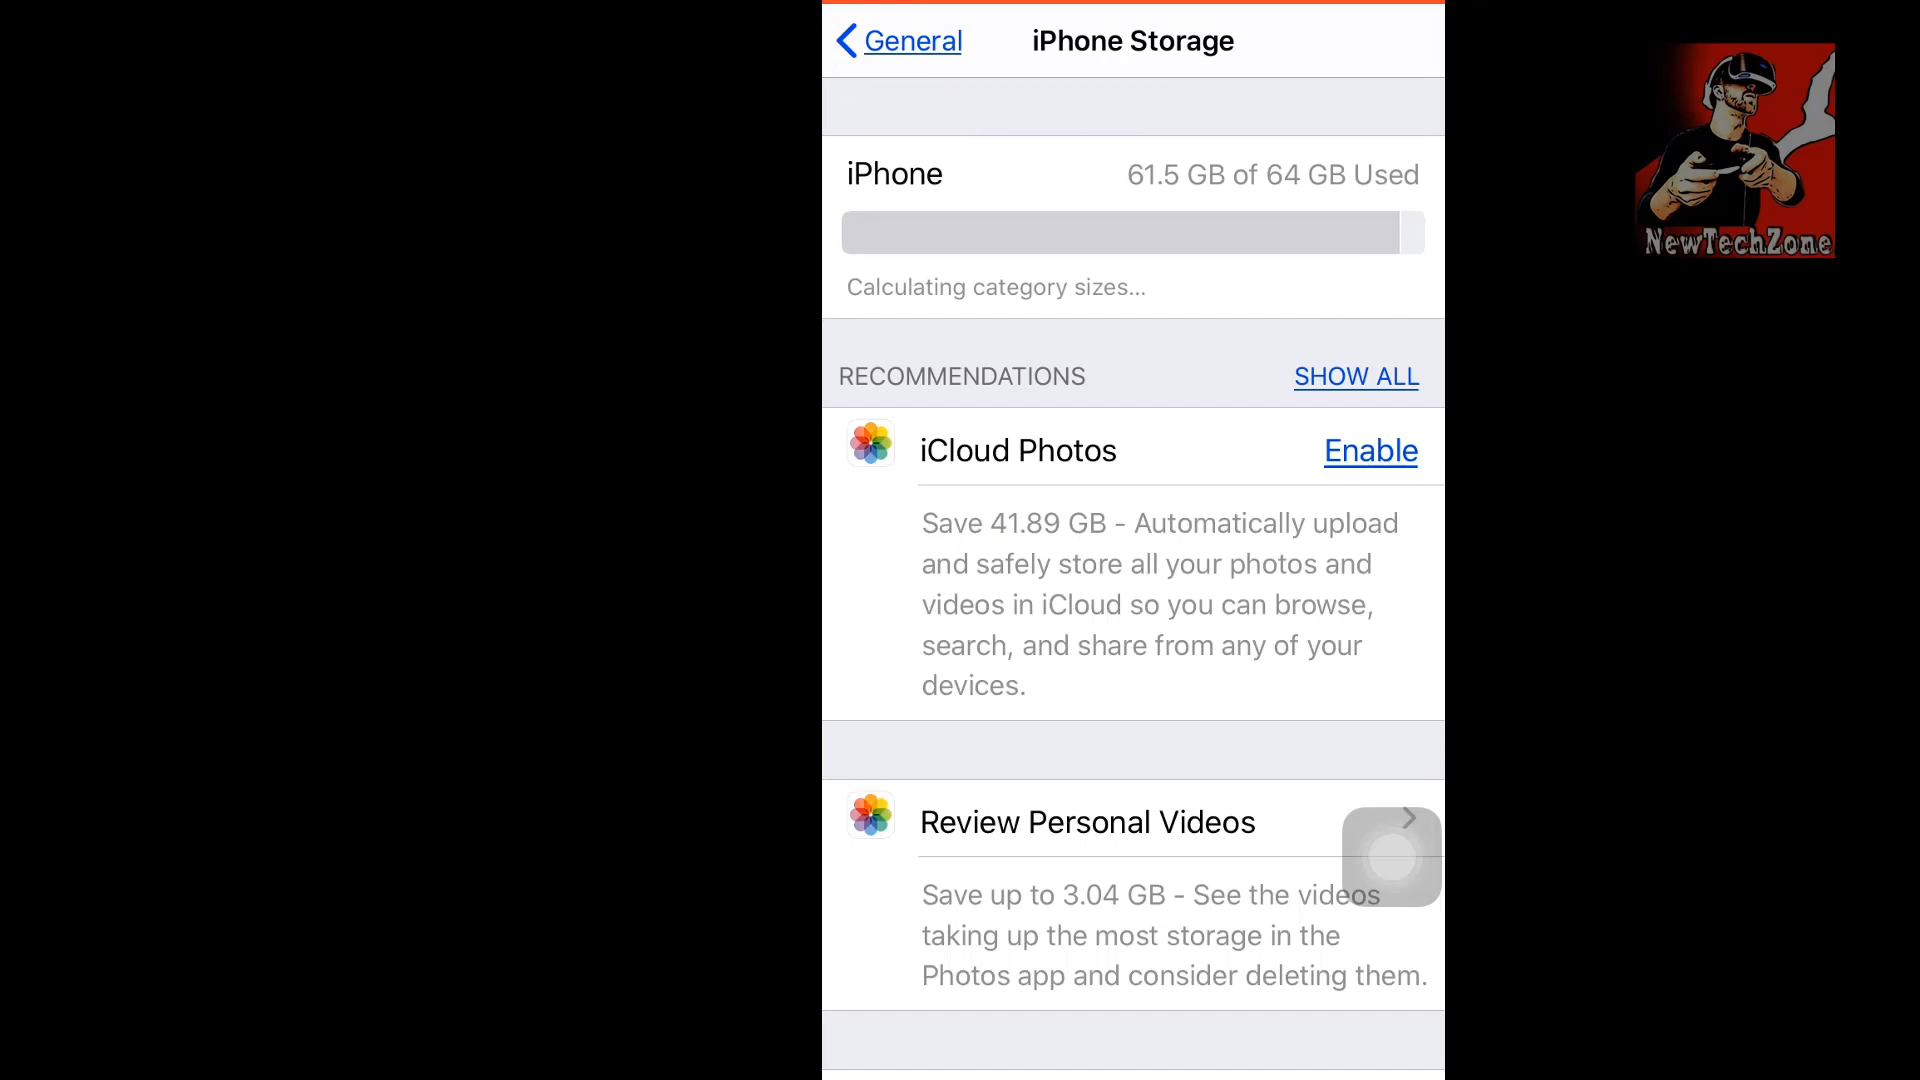 General
iPhone Storage
iPhone
61.5 GB of 64 GB Used
Calculating category sizes...
RECOMMENDATIONS
SHOW ALL
iCloud Photos
Enable
Save 41.89 GB - Automatically upload
and safely store all your photos and
videos in iCloud so you can browse,
search, and share from any of your
devices.
Review Personal Videos
Save up to 3.04 GB - See the videos
taking up the most storage in the
Photos app and consider deleting them.
NewTechZone